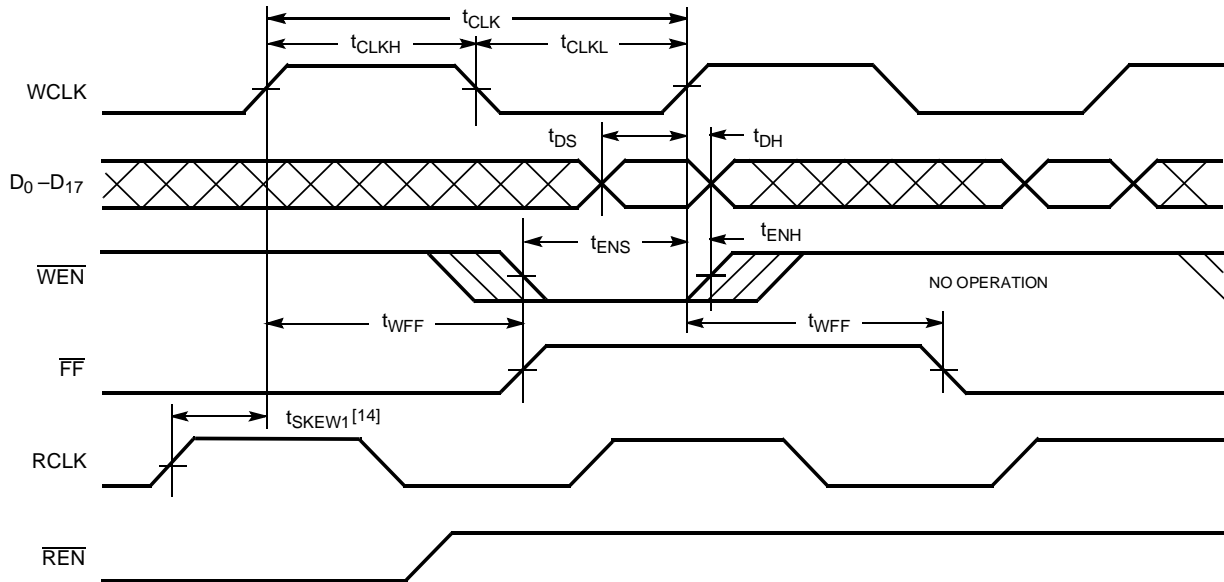 tCLK
tCLKH tCLKL
WCLK
tDS tDH
D0–D17
tENS tENH
WEN
NO OPERATION
tWFF tWFF
FF
tSKEW1[14]
RCLK
REN